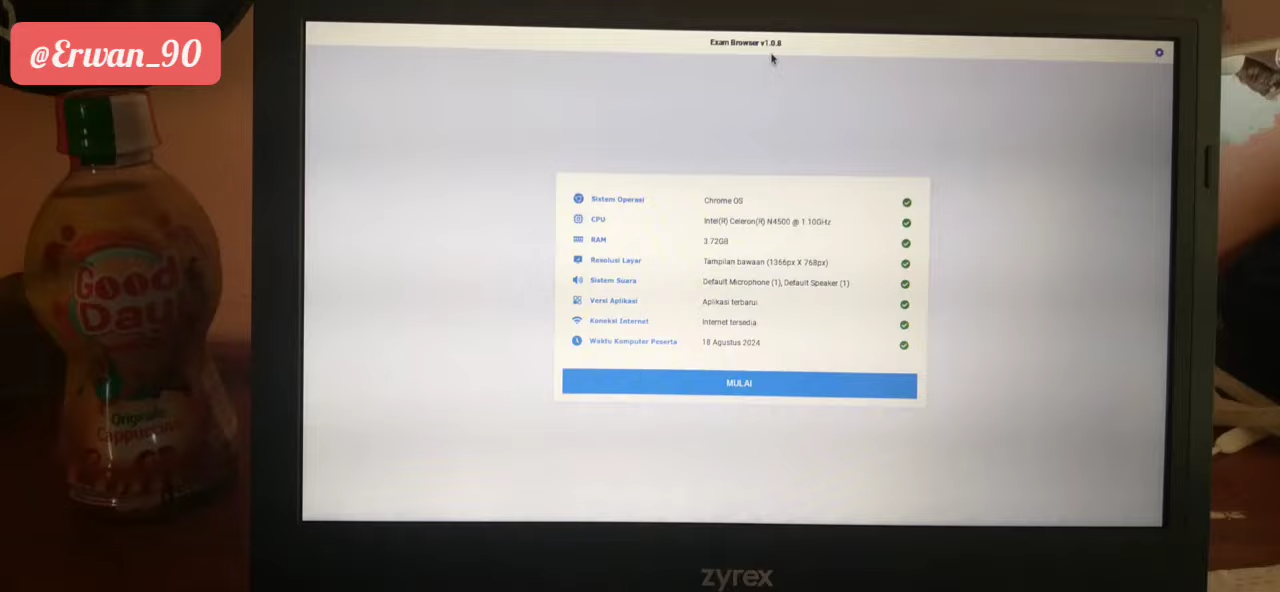 @Erwan_90
Exam Browser v1.0.8
Sistem Operasi Chrome OS
CPU Intel(R) Celeron(R) N4500 @ 1.10GHz
RAM 3.72GB
Resolusi Layar Tampilan bawaan (1366px X 768px)
Sistem Suara Default Microphone (1), Default Speaker (1)
Versi Aplikasi Aplikasi terbaru
Koneksi Internet Internet tersedia
Waktu Komputer Peserta 18 Agustus 2024
MULAI
Good
Day
Originale
Cappuccino
zyrex